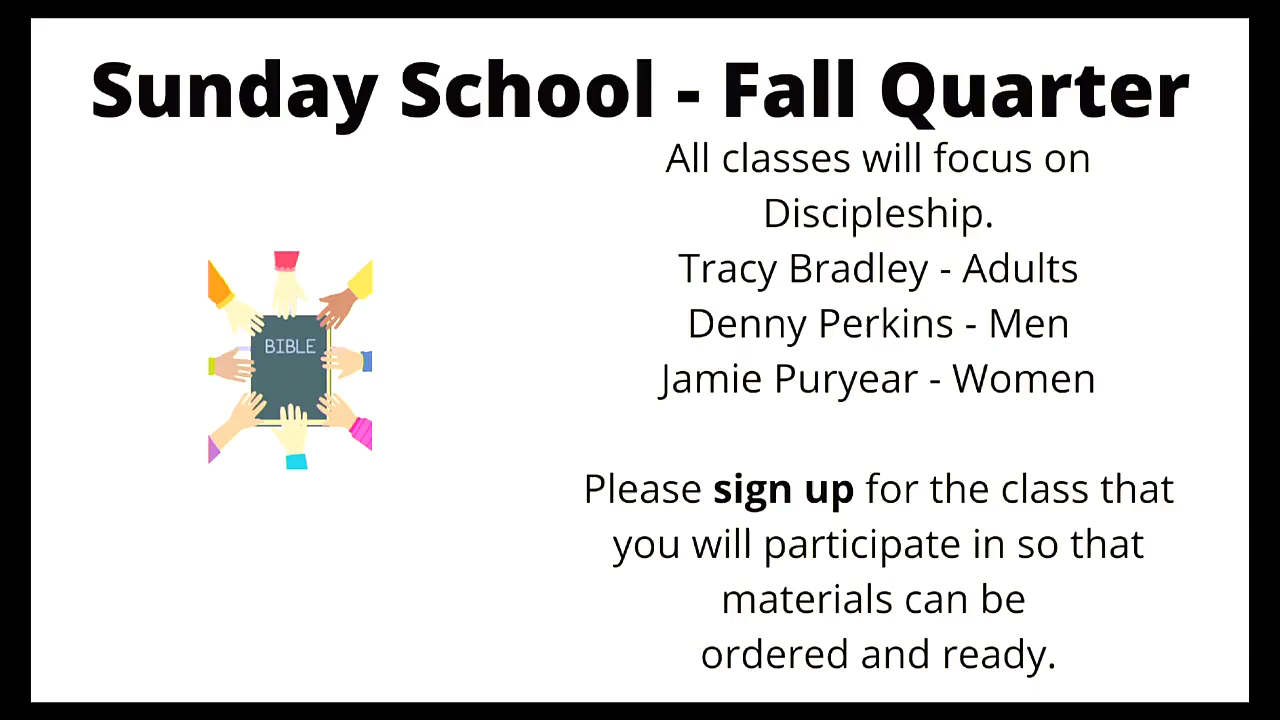 Sunday School - Fall Quarter
All classes will focus on
Discipleship.
Tracy Bradley - Adults
Denny Perkins - Men
Jamie Puryear - Women
BIBLE
Please sign up for the class that
you will participate in so that
materials can be
ordered and ready.